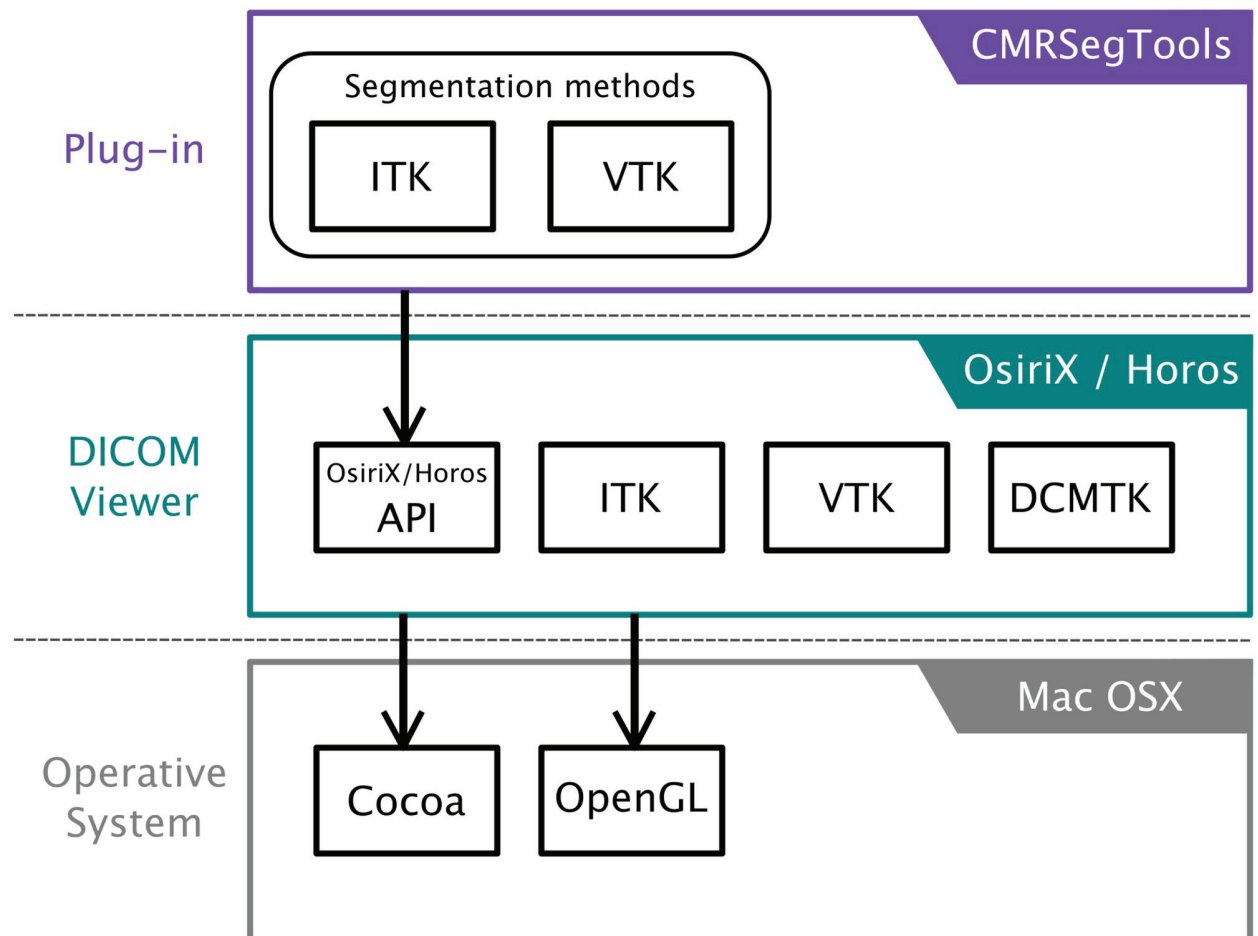 CMRSegTools
Segmentation methods
Plug-in
ITK
VTK
OsiriX / Horos
DICOM
Viewer
OsiriX/Horos
API
ITK
VTK
DCMTK
Mac OSX
Operative
System
Cocoa
OpenGL